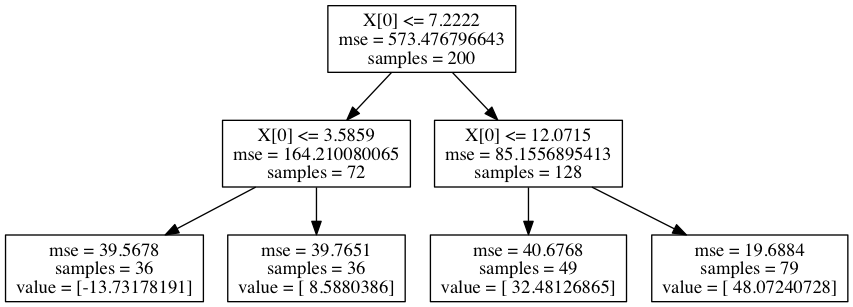 X[0] <= 7.2222
mse = 573.476796643
samples = 200
X[0] <= 3.5859
mse = 164.210080065
samples = 72
X[0] <= 12.0715
mse = 85.1556895413
samples = 128
mse = 39.5678
samples = 36
value = [-13.73178191]
mse = 39.7651
samples = 36
value = [ 8.5880386]
mse = 40.6768
samples = 49
value = [ 32.48126865]
mse = 19.6884
samples = 79
value = [ 48.07240728]